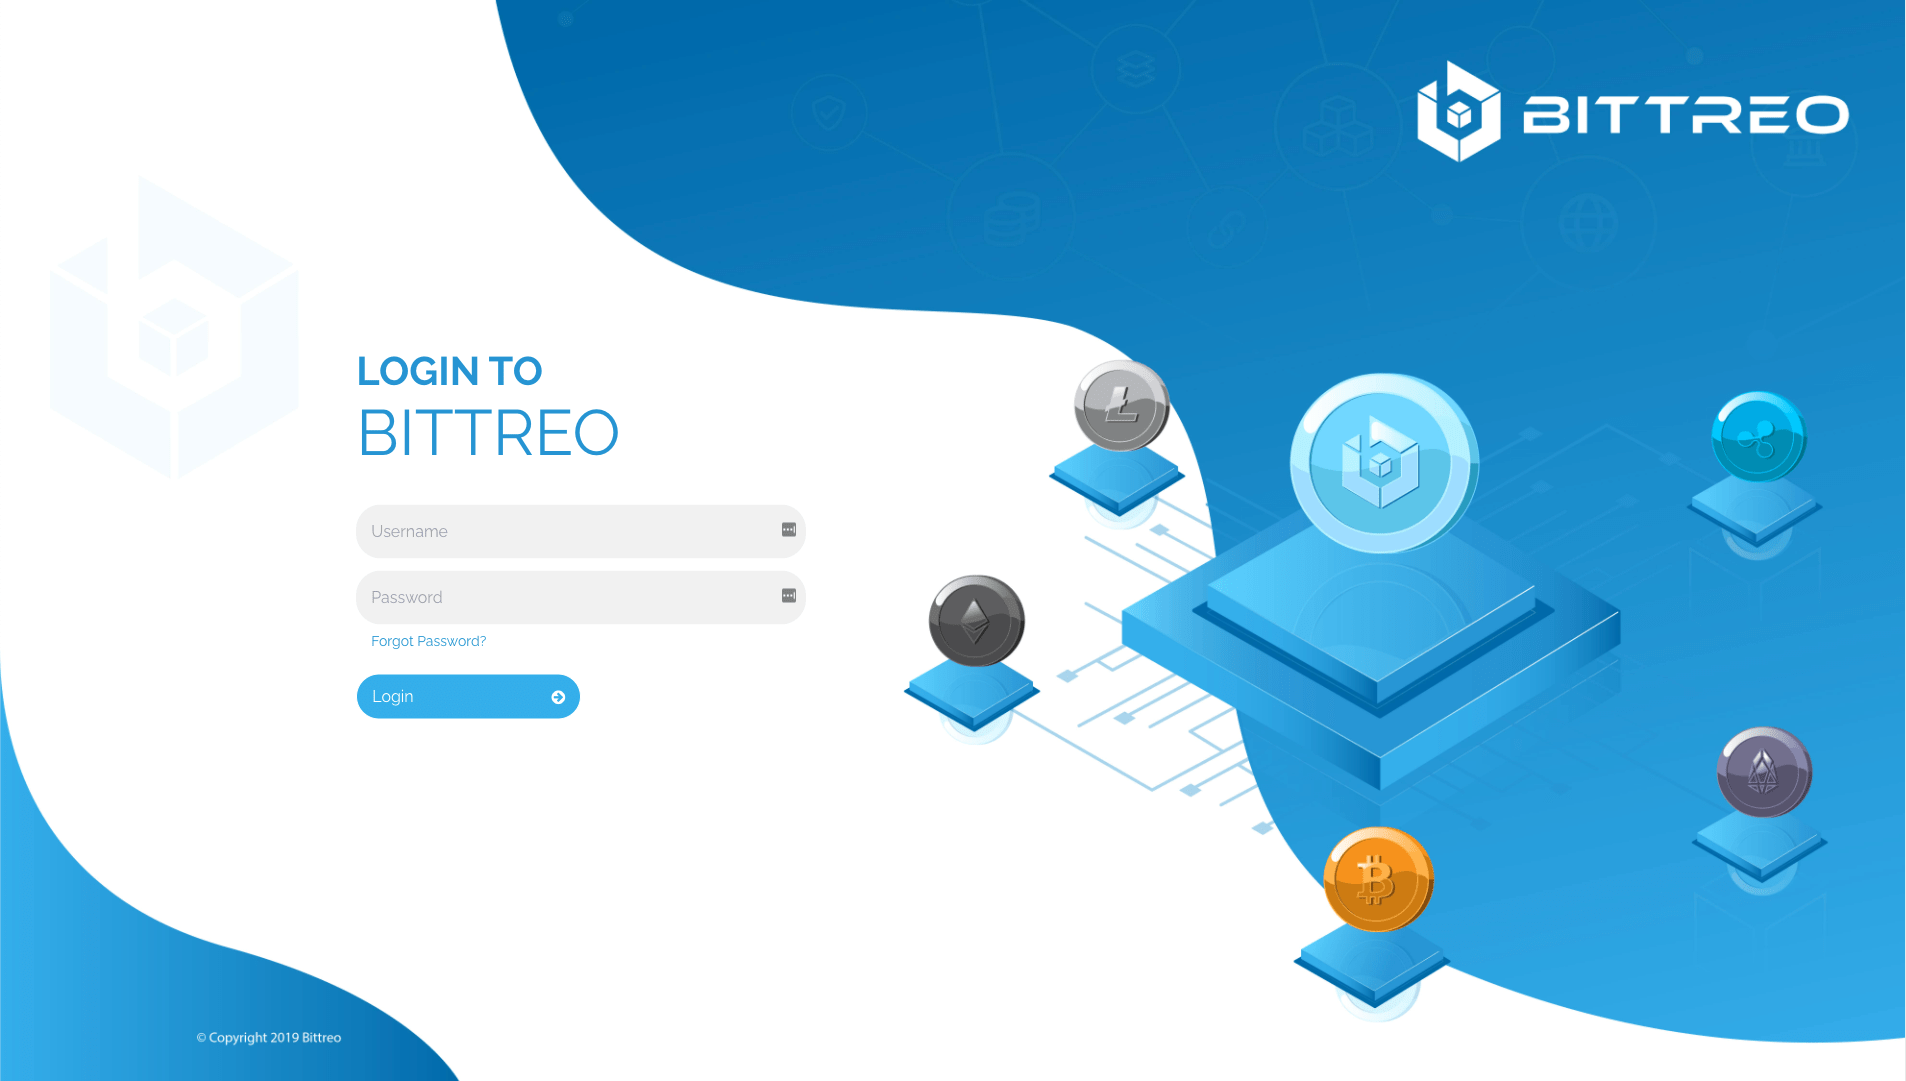 BITTREO
LOGIN TO
BITTREO
Username
Password
Forgot Password?
Login
© Copyright 2019 Bittreo